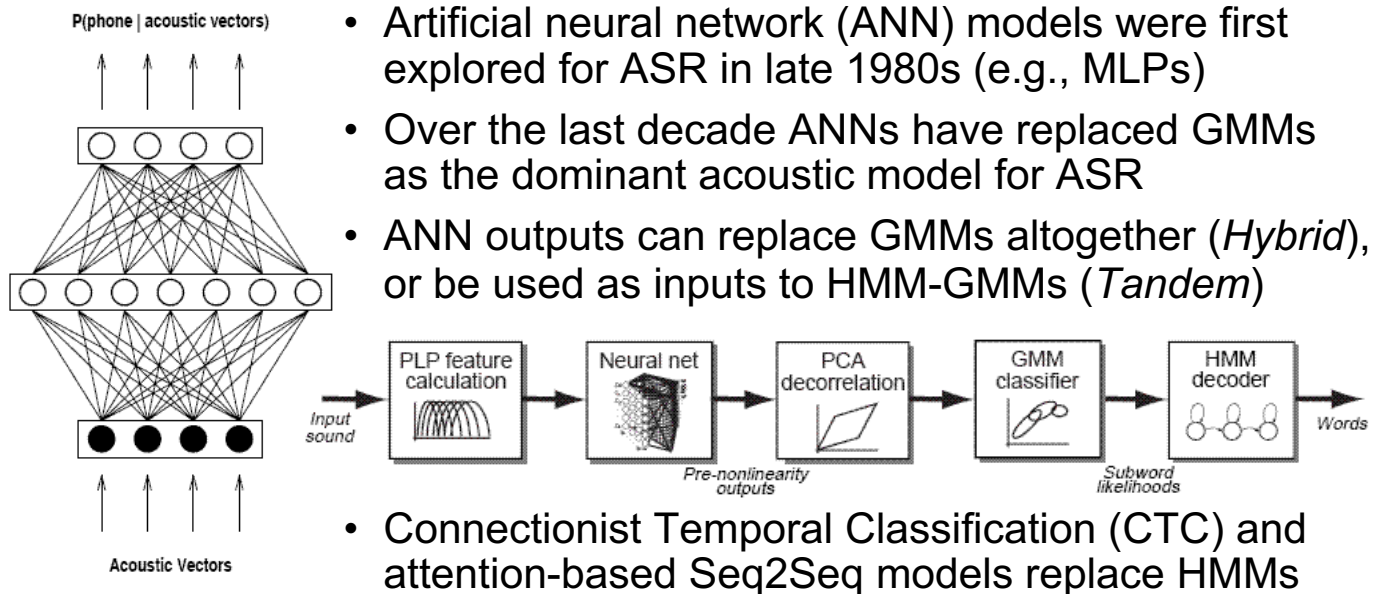 P(phone | acoustic vectors)
Acoustic Vectors
• Artificial neural network (ANN) models were first
explored for ASR in late 1980s (e.g., MLPs)
• Over the last decade ANNs have replaced GMMs
as the dominant acoustic model for ASR
• ANN outputs can replace GMMs altogether (Hybrid),
or be used as inputs to HMM-GMMs (Tandem)
Input
sound
PLP feature
calculation
Neural net
Pre-nonlinearity
outputs
PCA
decorrelation
GMM
classifier
Subword
likelihoods
HMM
decoder
Words
• Connectionist Temporal Classification (CTC) and
attention-based Seq2Seq models replace HMMs